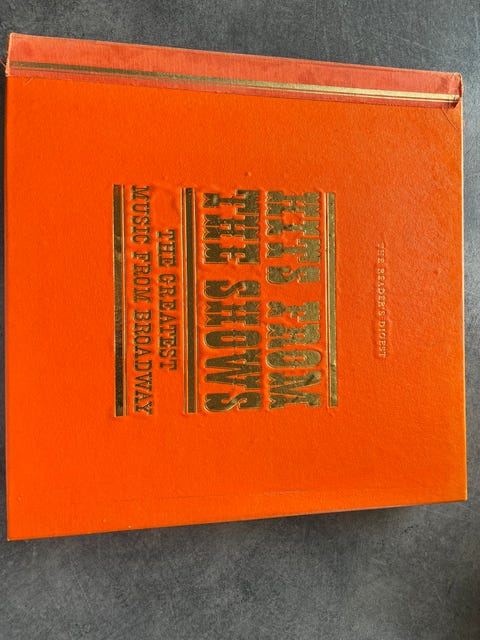 THE READER'S DIGEST
HITS FROM
THE SHOWS
THE GREATEST
MUSIC FROM BROADWAY